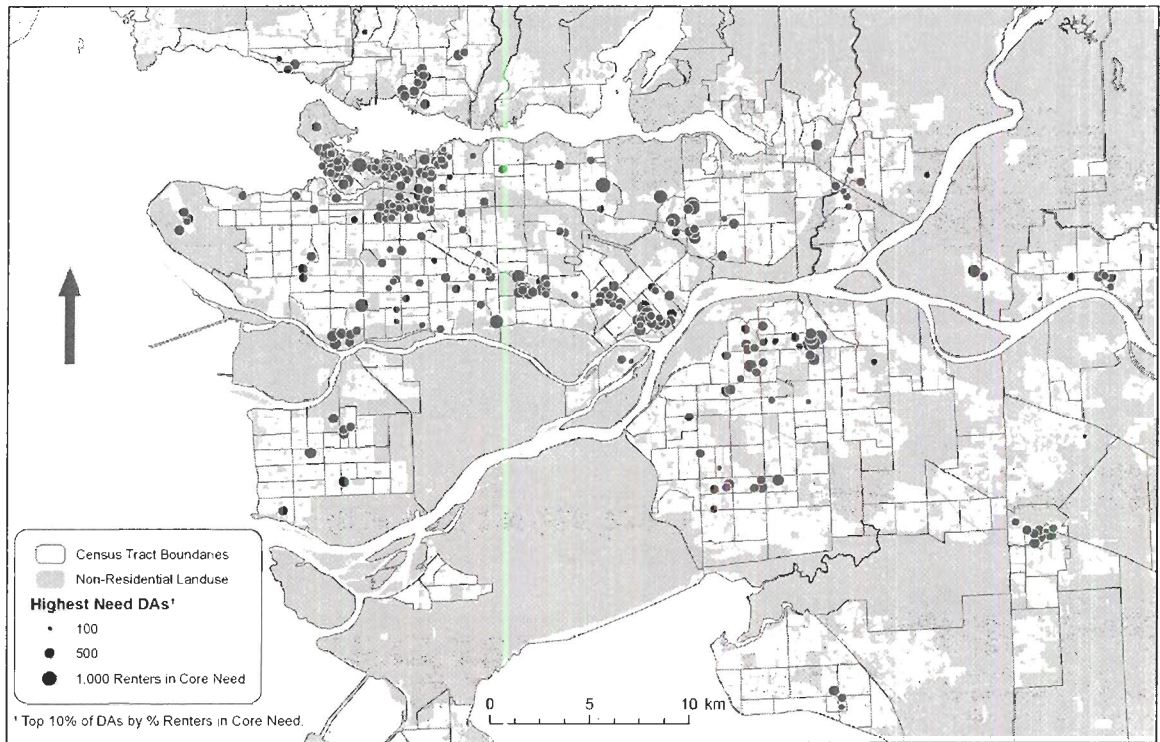 Census Tract Boundaries
Non-Residential Landuse
Highest Need DAs¹
100
500
1,000 Renters in Core Need
¹ Top 10% of DAs by % Renters in Core Need.
0 5 10 km